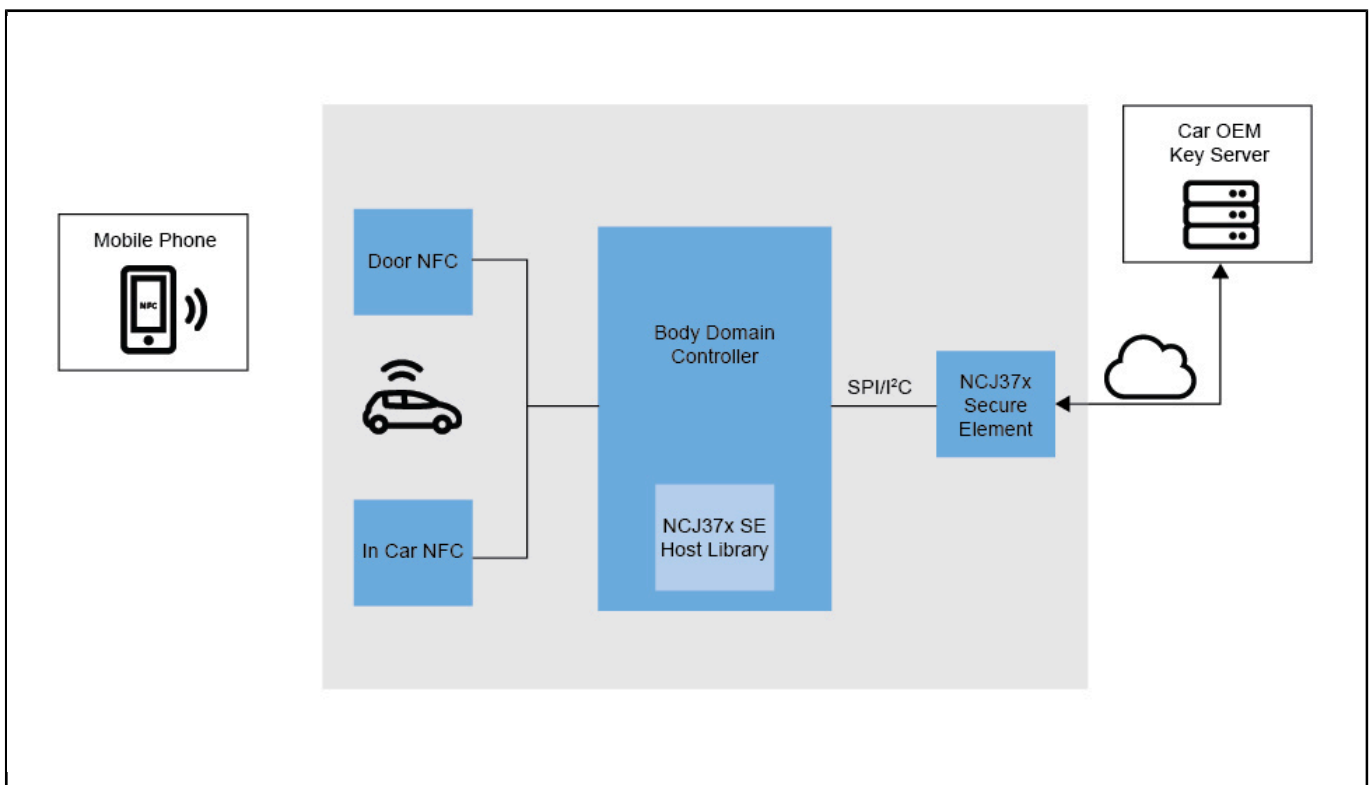 Mobile Phone
NFC
Door NFC
In Car NFC
Body Domain
Controller
NCJ37x SE
Host Library
SPI/I²C
NCJ37x
Secure
Element
Car OEM
Key Server